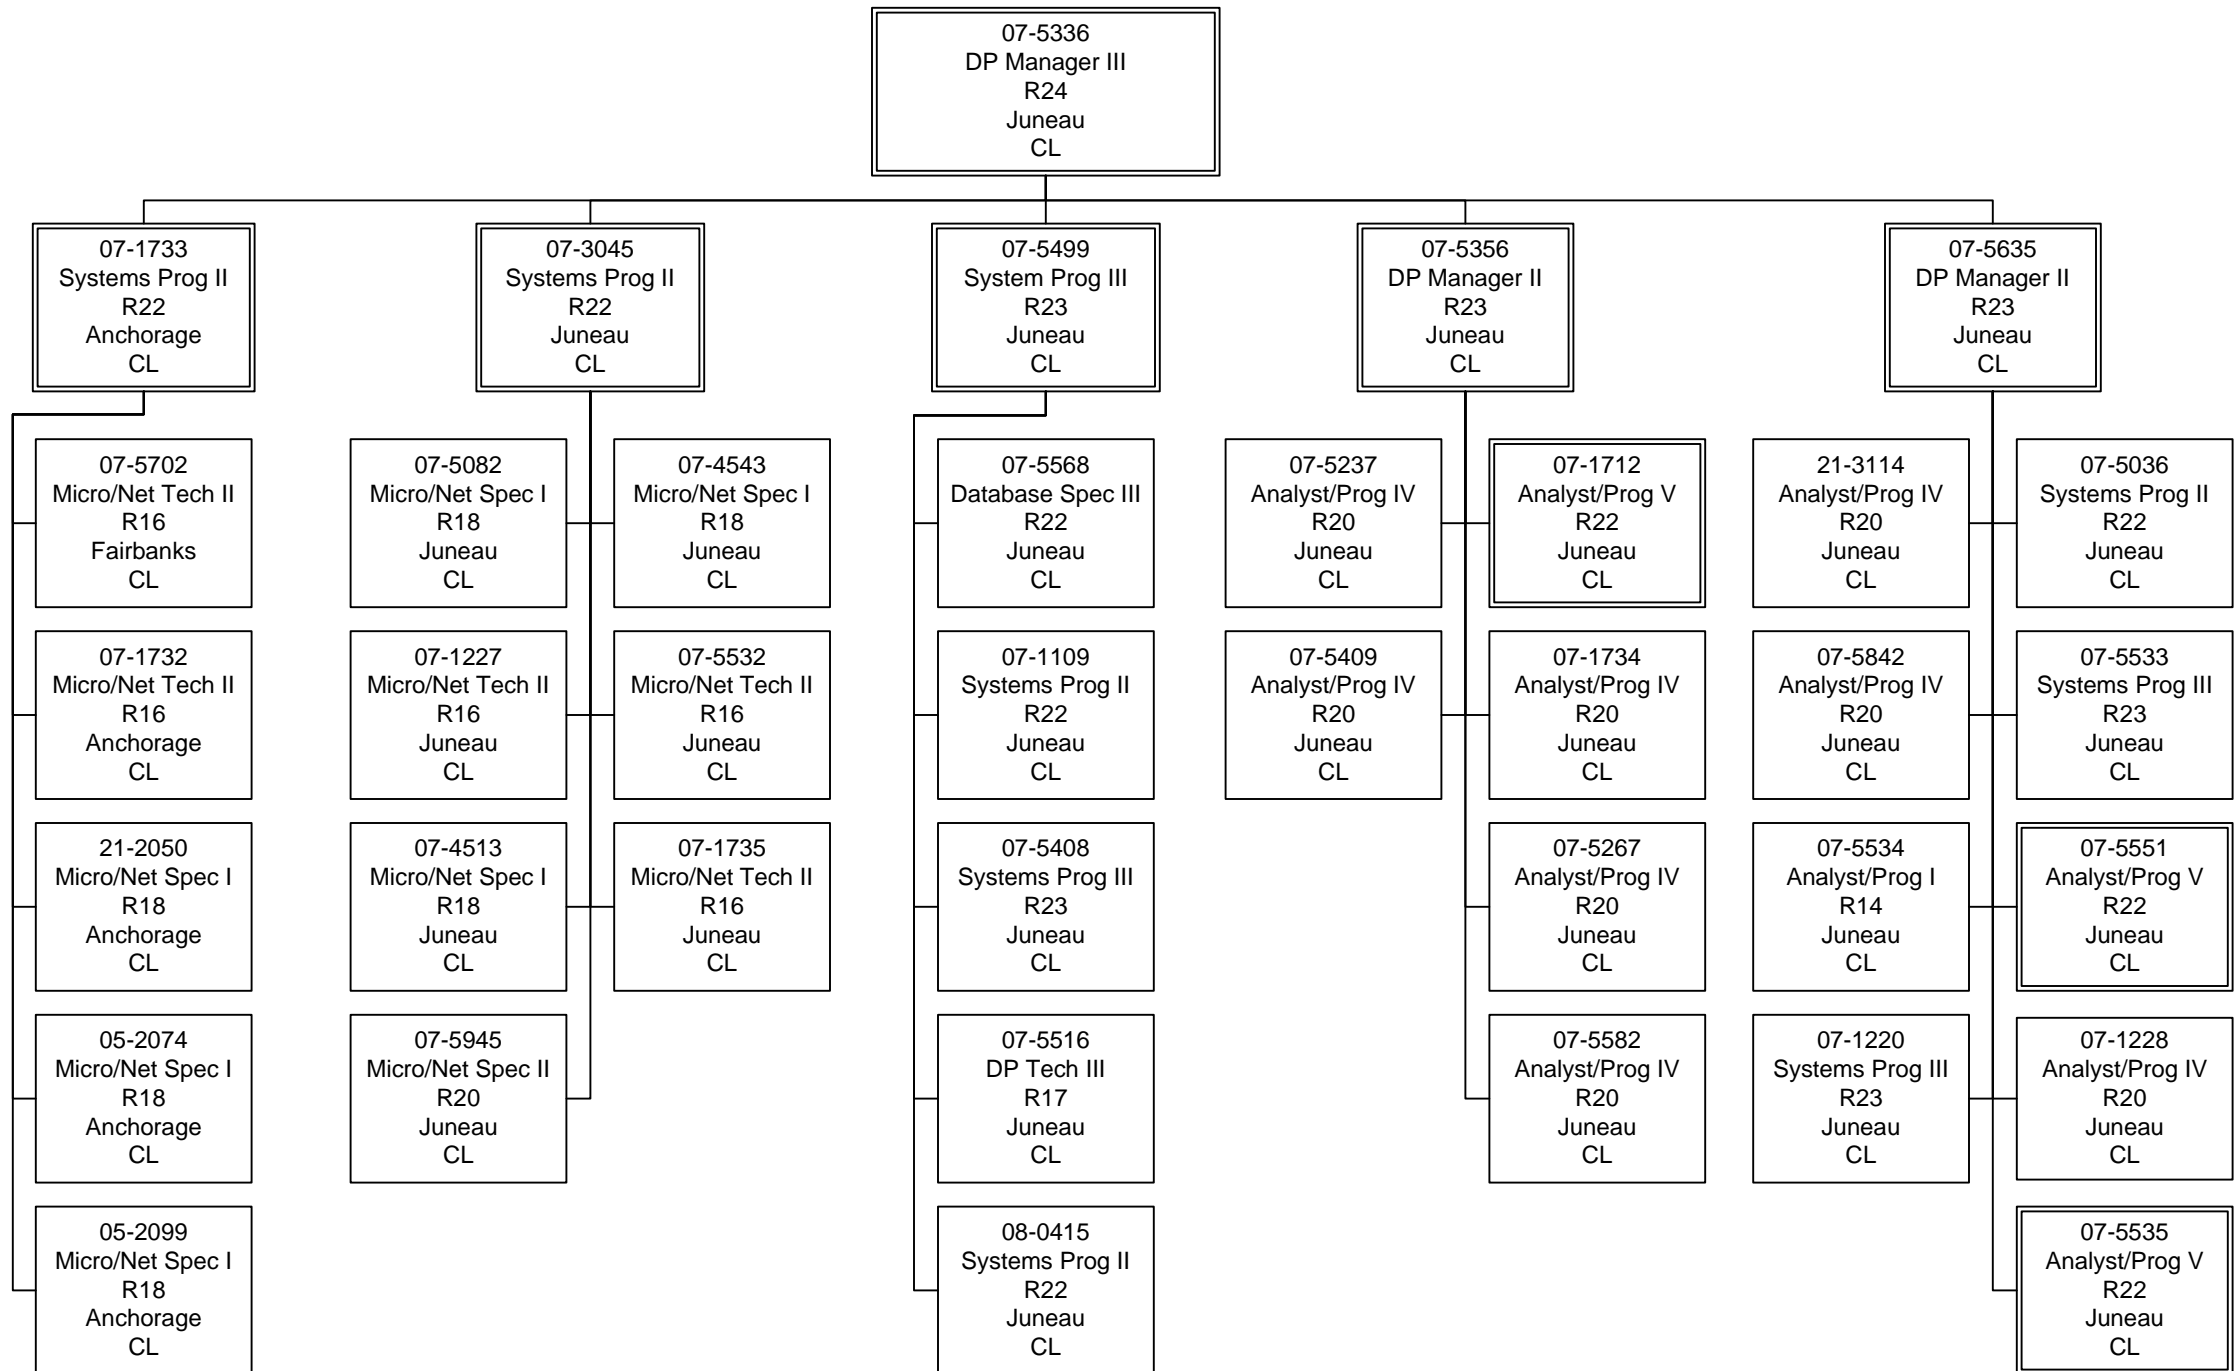 07-5336
DP Manager III
R24
Juneau
CL
07-1733
Systems Prog II
R22
Anchorage
CL
07-3045
Systems Prog II
R22
Juneau
CL
07-5499
System Prog III
R23
Juneau
CL
07-5356
DP Manager II
R23
Juneau
CL
07-5635
DP Manager II
R23
Juneau
CL
07-5702
Micro/Net Tech II
R16
Fairbanks
CL
07-5082
Micro/Net Spec I
R18
Juneau
CL
07-4543
Micro/Net Spec I
R18
Juneau
CL
07-5568
Database Spec III
R22
Juneau
CL
07-5237
Analyst/Prog IV
R20
Juneau
CL
07-1712
Analyst/Prog V
R22
Juneau
CL
21-3114
Analyst/Prog IV
R20
Juneau
CL
07-5036
Systems Prog II
R22
Juneau
CL
07-1732
Micro/Net Tech II
R16
Anchorage
CL
07-1227
Micro/Net Tech II
R16
Juneau
CL
07-5532
Micro/Net Tech II
R16
Juneau
CL
07-1109
Systems Prog II
R22
Juneau
CL
07-5409
Analyst/Prog IV
R20
Juneau
CL
07-1734
Analyst/Prog IV
R20
Juneau
CL
07-5842
Analyst/Prog IV
R20
Juneau
CL
07-5533
Systems Prog III
R23
Juneau
CL
21-2050
Micro/Net Spec I
R18
Anchorage
CL
07-4513
Micro/Net Spec I
R18
Juneau
CL
07-1735
Micro/Net Tech II
R16
Juneau
CL
07-5408
Systems Prog III
R23
Juneau
CL
07-5267
Analyst/Prog IV
R20
Juneau
CL
07-5534
Analyst/Prog I
R14
Juneau
CL
07-5551
Analyst/Prog V
R22
Juneau
CL
05-2074
Micro/Net Spec I
R18
Anchorage
CL
07-5945
Micro/Net Spec II
R20
Juneau
CL
07-5516
DP Tech III
R17
Juneau
CL
07-5582
Analyst/Prog IV
R20
Juneau
CL
07-1220
Systems Prog III
R23
Juneau
CL
07-1228
Analyst/Prog IV
R20
Juneau
CL
05-2099
Micro/Net Spec I
R18
Anchorage
CL
08-0415
Systems Prog II
R22
Juneau
CL
07-5535
Analyst/Prog V
R22
Juneau
CL